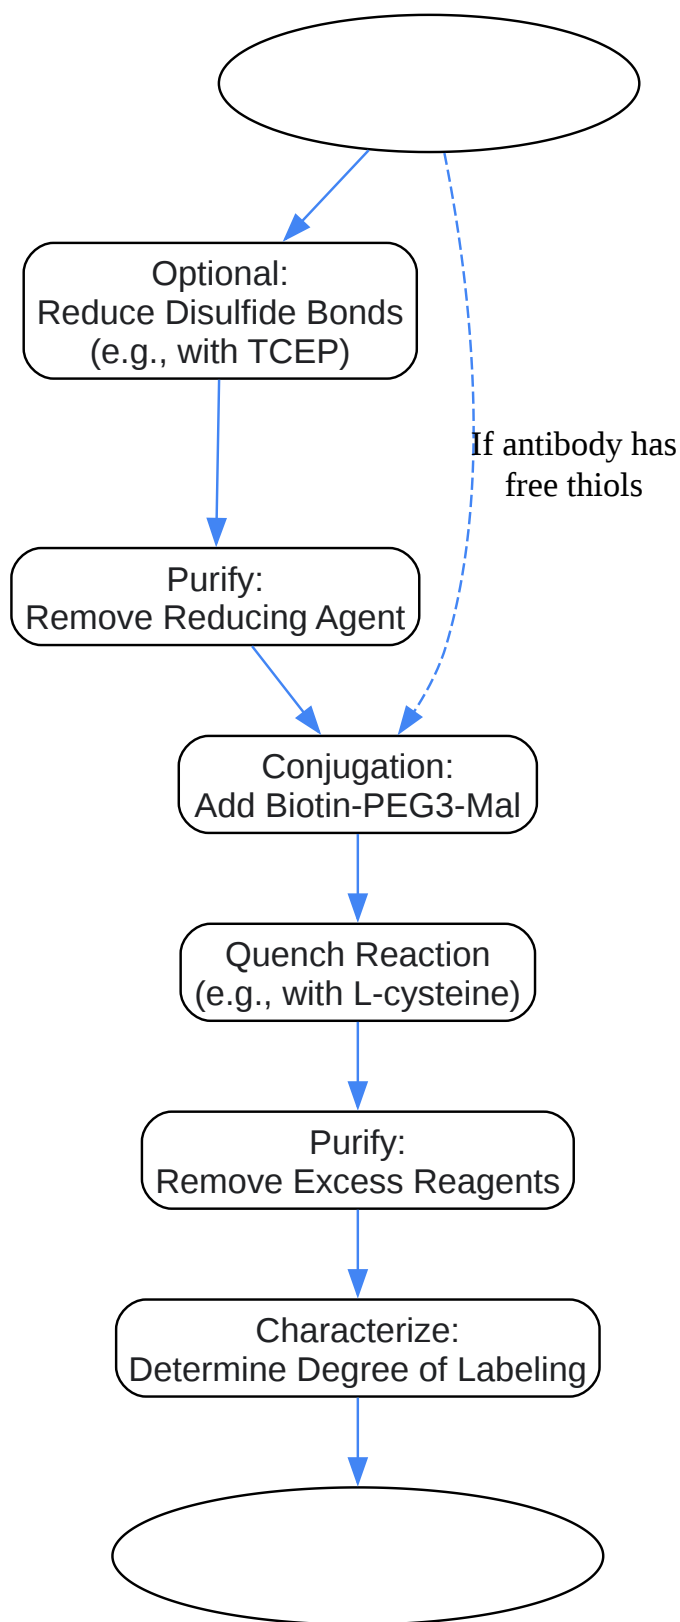 Optional:
Reduce Disulfide Bonds
(e.g., with TCEP)
If antibody has
free thiols
Purify:
Remove Reducing Agent
Conjugation:
Add Biotin-PEG3-Mal
Quench Reaction
(e.g., with L-cysteine)
Purify:
Remove Excess Reagents
Characterize:
Determine Degree of Labeling